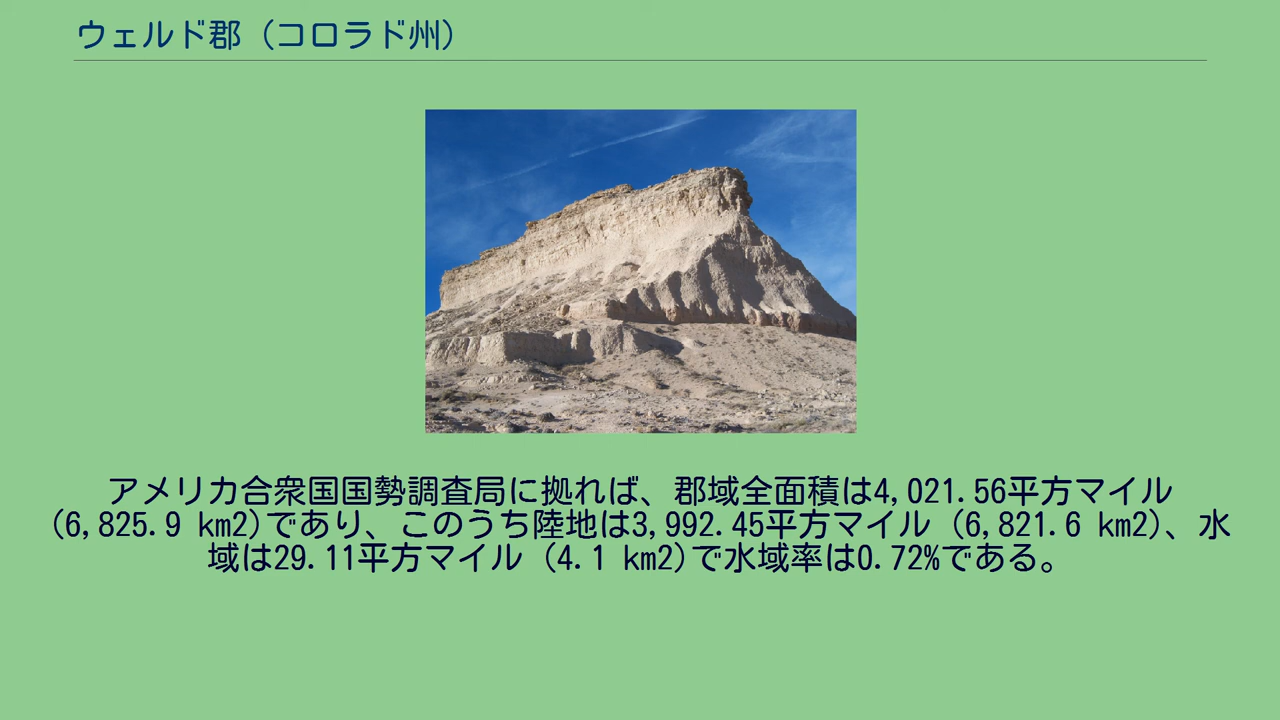 ウェルド郡（コロラド州）
アメリカ合衆国国勢調査局に拠れば、郡域全面積は4,021.56平方マイル
(6,825.9 km2)であり、このうち陸地は3,992.45平方マイル (6,821.6 km2)、水
域は29.11平方マイル (4.1 km2)で水域率は0.72%である。